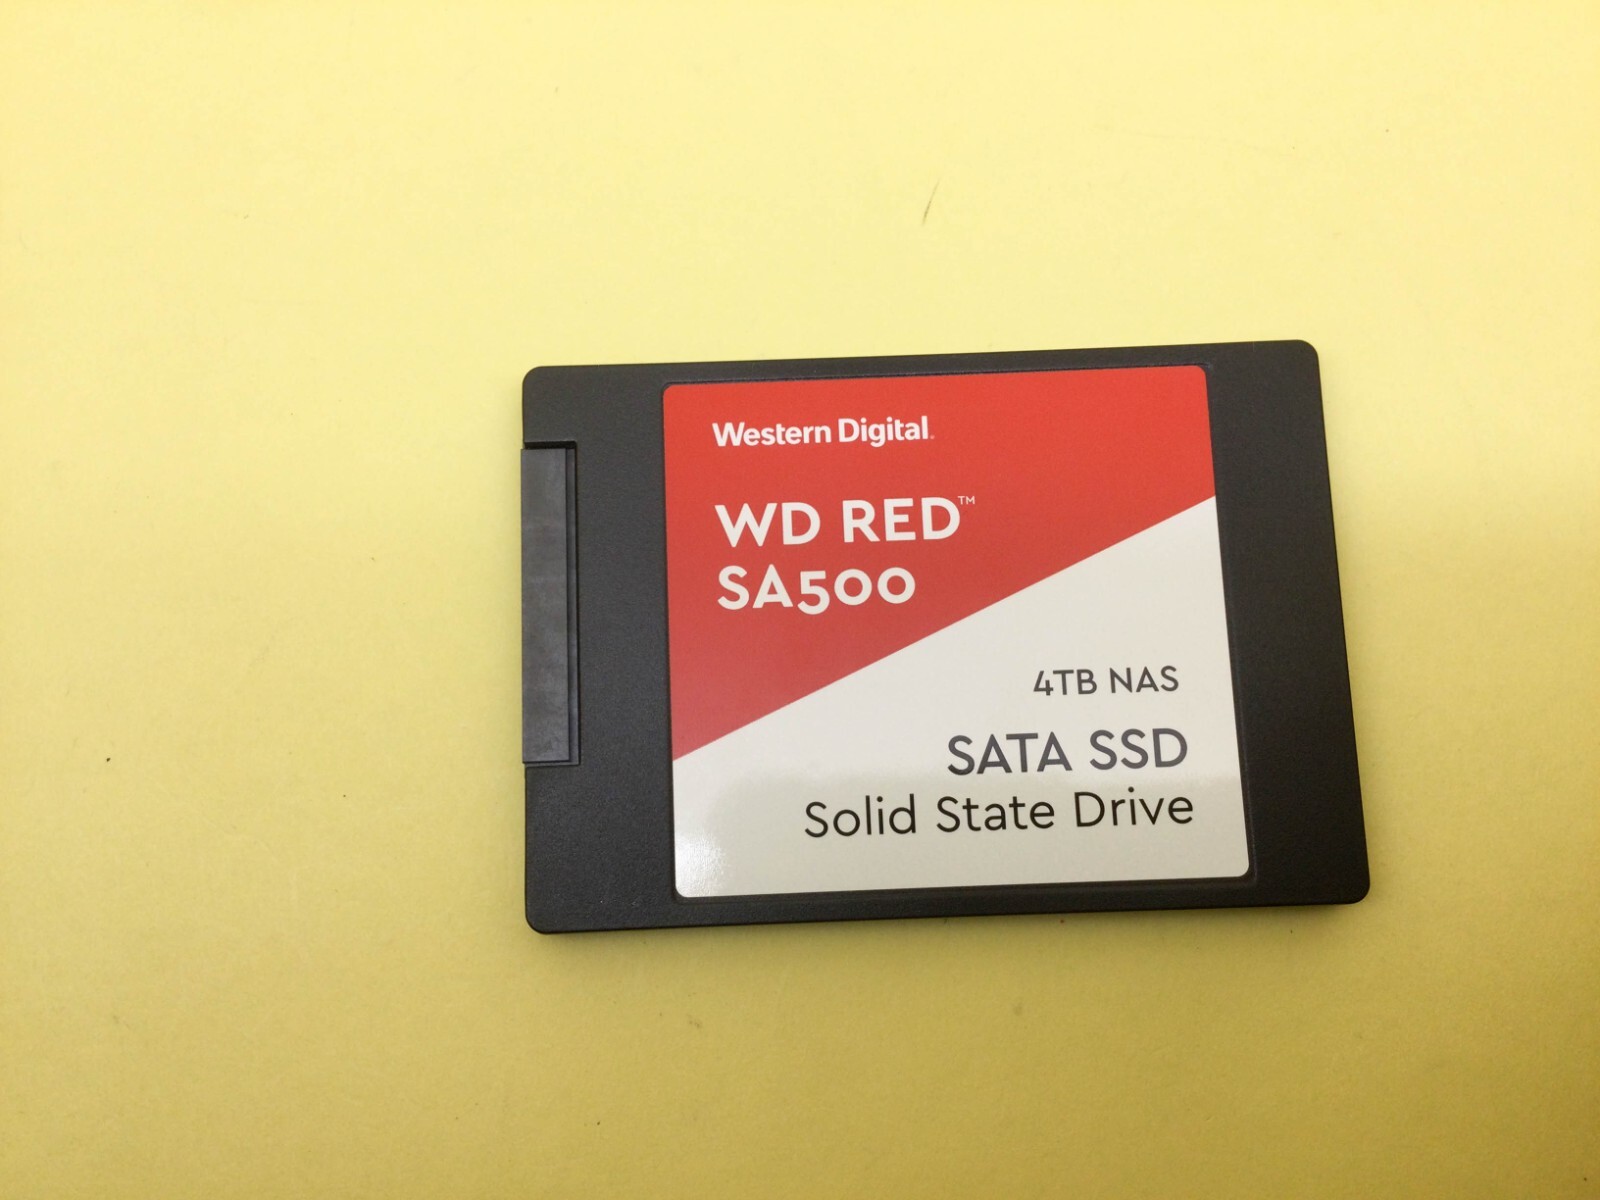 Western Digital.
WD RED™
SA500
4TB NAS
SATA SSD
Solid State Drive